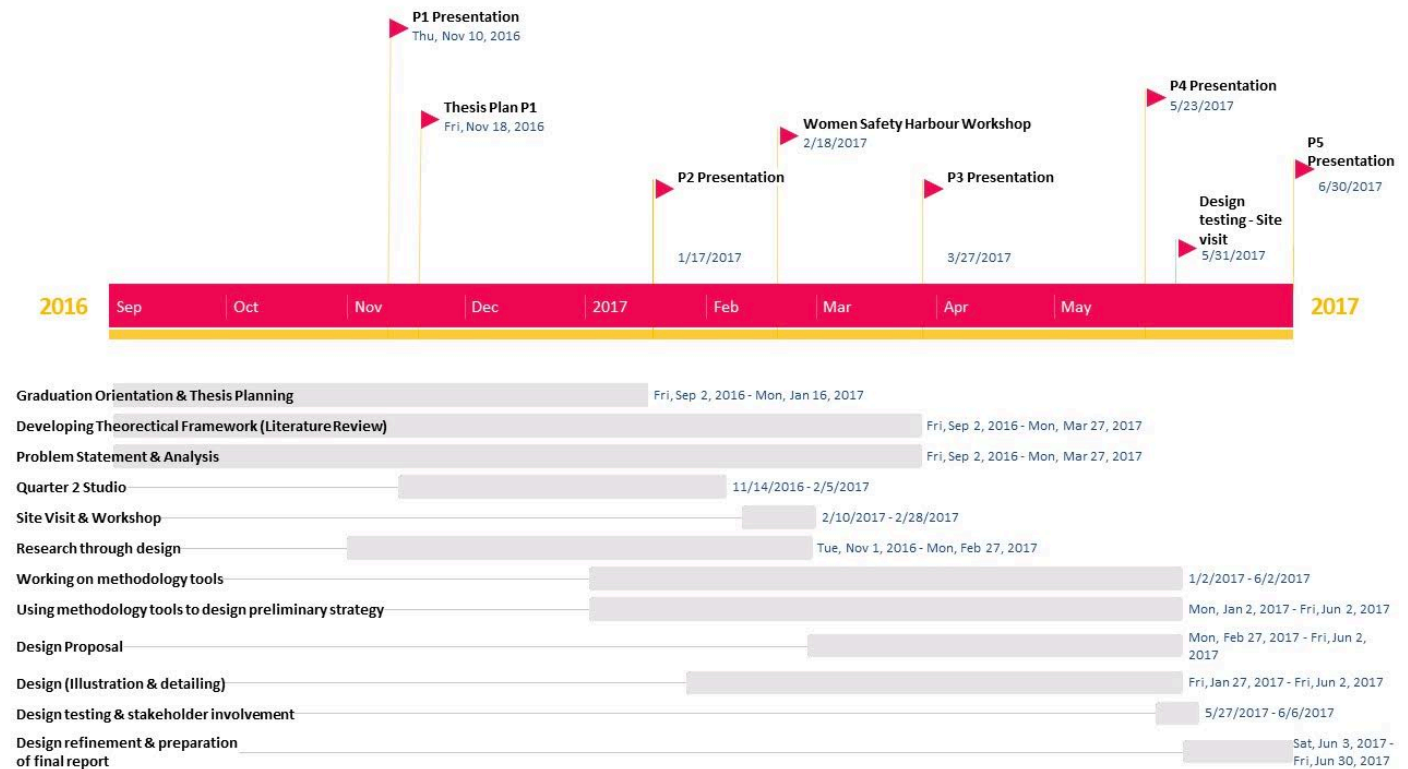 P1 Presentation
Thu, Nov 10, 2016
Thesis Plan P1
Fri, Nov 18, 2016
P2 Presentation
1/17/2017
Women Safety Harbour Workshop
2/18/2017
P3 Presentation
3/27/2017
P4 Presentation
5/23/2017
Design
testing - Site
visit
5/31/2017
P5
Presentation
6/30/2017
2016
Sep
Oct
Nov
Dec
2017
Feb
Mar
Apr
May
2017
Graduation Orientation & Thesis Planning
Fri, Sep 2, 2016 - Mon, Jan 16, 2017
Developing Theorectical Framework (Literature Review)
Fri, Sep 2, 2016 - Mon, Mar 27, 2017
Problem Statement & Analysis
Fri, Sep 2, 2016 - Mon, Mar 27, 2017
Quarter 2 Studio
11/14/2016 - 2/5/2017
Site Visit & Workshop
2/10/2017 - 2/28/2017
Research through design
Tue, Nov 1, 2016 - Mon, Feb 27, 2017
Working on methodology tools
1/2/2017 - 6/2/2017
Using methodology tools to design preliminary strategy
Mon, Jan 2, 2017 - Fri, Jun 2, 2017
Design Proposal
Mon, Feb 27, 2017 - Fri, Jun 2,
2017
Design (Illustration & detailing)
Fri, Jan 27, 2017 - Fri, Jun 2, 2017
Design testing & stakeholder involvement
5/27/2017 - 6/6/2017
Design refinement & preparation
of final report
Sat, Jun 3, 2017 -
Fri, Jun 30, 2017